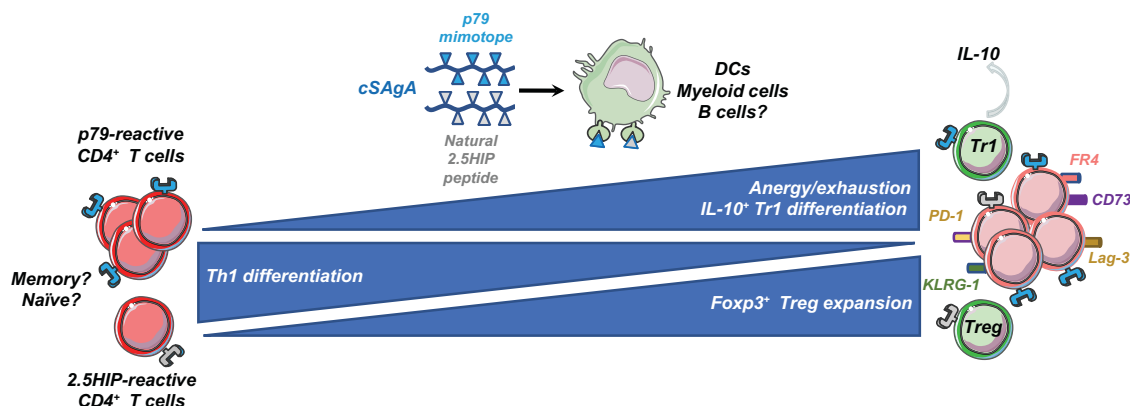 p79
mimotope
cSAgA
Natural
2.5HIP
peptide
DCs
Myeloid cells
B cells?
IL-10
p79-reactive
CD4⁺ T cells
Memory?
Naïve?
2.5HIP-reactive
CD4⁺ T cells
Anergy/exhaustion
IL-10⁺ Tr1 differentiation
Th1 differentiation
Foxp3⁺ Treg expansion
Tr1
FR4
CD73
PD-1
Lag-3
KLRG-1
Treg